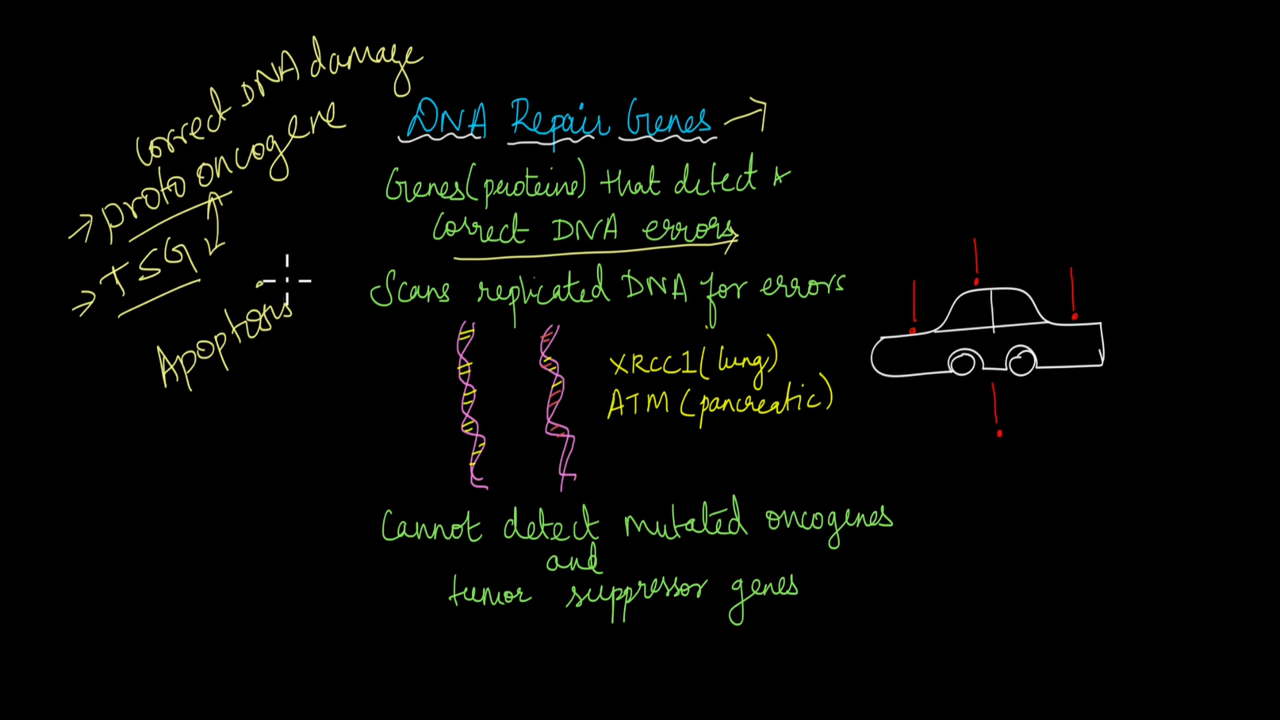 correct DNA damage
→ proto oncogene
→ TSG
Apoptosis
DNA Repair Genes →
Genes(proteins) that detect &
correct DNA errors
Scans replicated DNA for errors
XRCC1(lung)
ATM (pancreatic)
Cannot detect mutated oncogenes
and
tumor suppressor genes